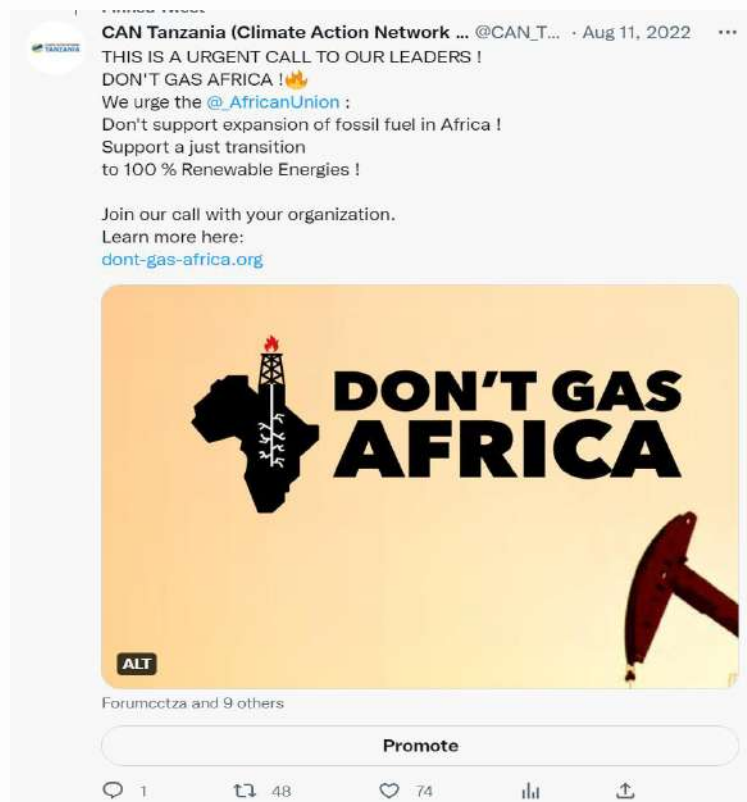 CAN Tanzania (Climate Action Network ... @CAN_T... · Aug 11, 2022 ···
THIS IS A URGENT CALL TO OUR LEADERS !
DON'T GAS AFRICA !🔥
We urge the @_AfricanUnion :
Don't support expansion of fossil fuel in Africa !
Support a just transition
to 100 % Renewable Energies !
Join our call with your organization.
Learn more here:
dont-gas-africa.org
DON'T GAS
AFRICA
ALT
Forumcctza and 9 others
Promote
1 48 74